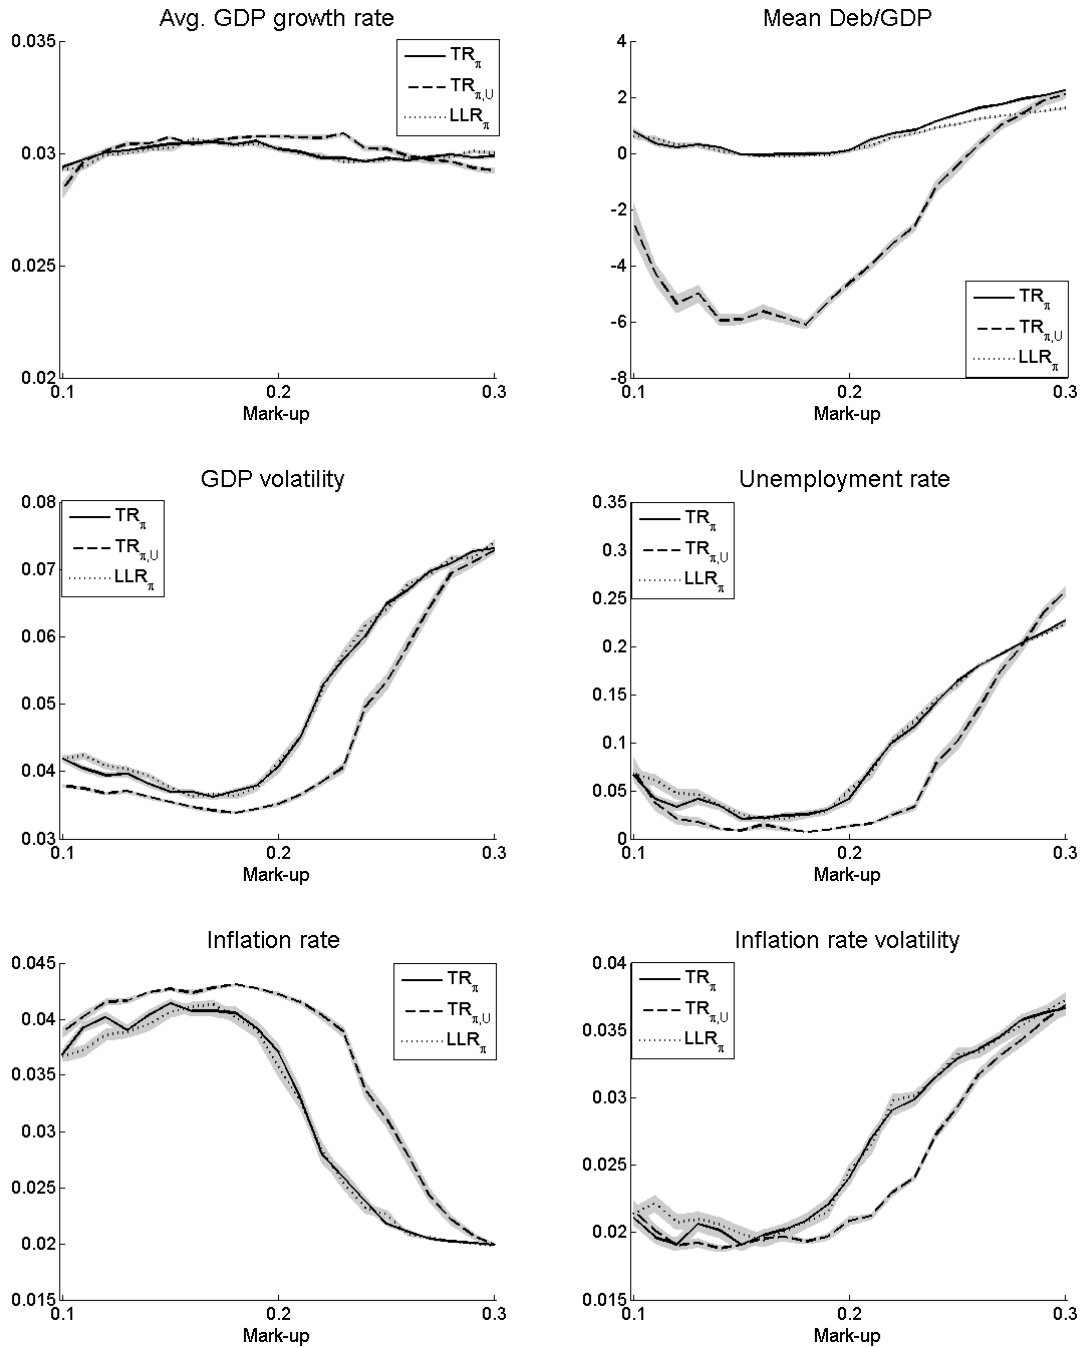 Avg. GDP growth rate
0.035
0.03
0.025
0.02
0.1
0.2
0.3
Mark-up
TRπ
TRπ,U
LLRπ
Mean Deb/GDP
4
2
0
-2
-4
-6
-8
0.1
0.2
0.3
Mark-up
TRπ
TRπ,U
LLRπ
GDP volatility
0.08
0.07
0.06
0.05
0.04
0.03
0.1
0.2
0.3
Mark-up
TRπ
TRπ,U
LLRπ
Unemployment rate
0.35
0.3
0.25
0.2
0.15
0.1
0.05
0
0.1
0.2
0.3
Mark-up
TRπ
TRπ,U
LLRπ
Inflation rate
0.045
0.04
0.035
0.03
0.025
0.02
0.015
0.1
0.2
0.3
Mark-up
TRπ
TRπ,U
LLRπ
Inflation rate volatility
0.04
0.035
0.03
0.025
0.02
0.015
0.1
0.2
0.3
Mark-up
TRπ
TRπ,U
LLRπ